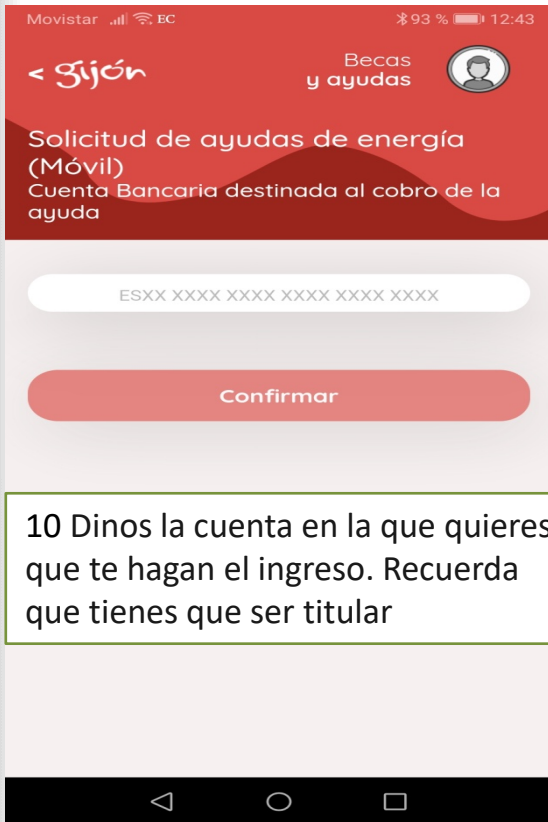 Movistar EC 93 % 12:43
< gijón Becas
y ayudas
Solicitud de ayudas de energía
(Móvil)
Cuenta Bancaria destinada al cobro de la
ayuda
ESXX XXXX XXXX XXXX XXXX XXXX
Confirmar
10 Dinos la cuenta en la que quieres
que te hagan el ingreso. Recuerda
que tienes que ser titular